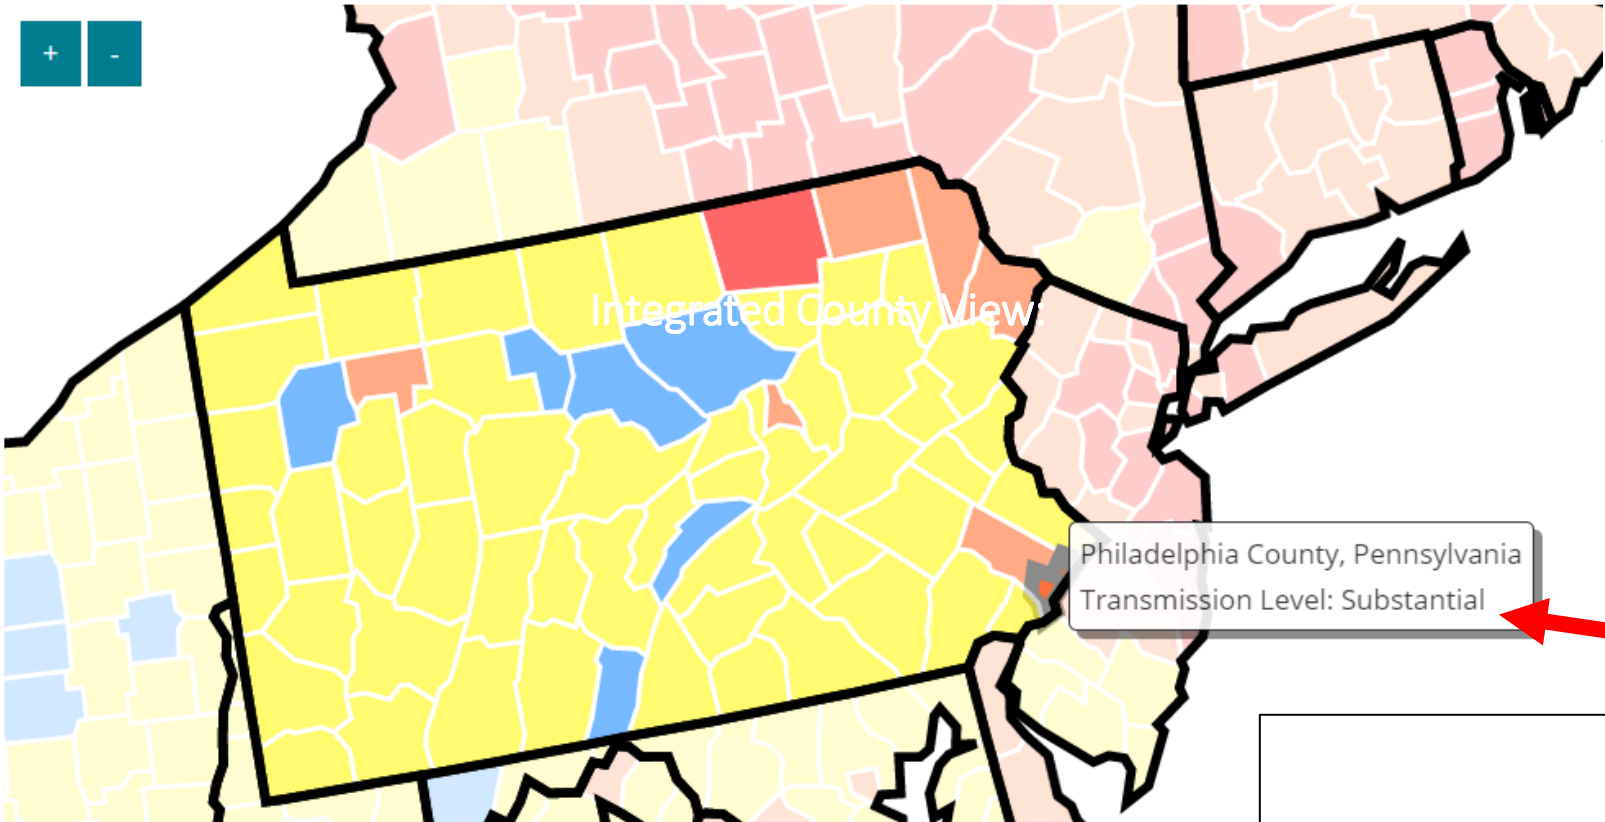 + -
Integrated County View:
Philadelphia County, Pennsylvania
Transmission Level: Substantial